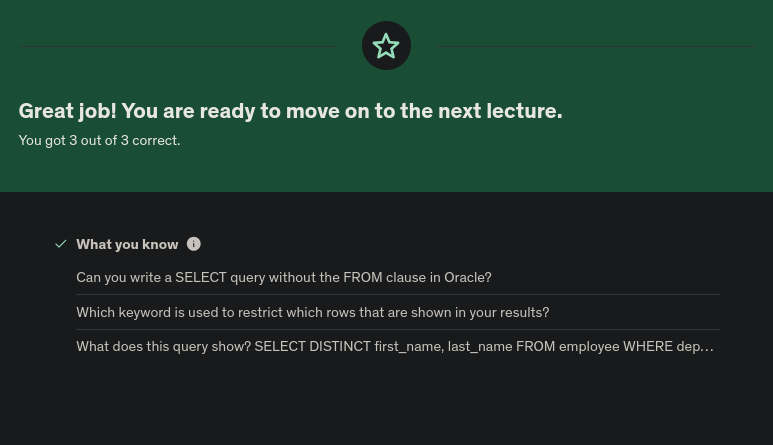 Great job! You are ready to move on to the next lecture.
You got 3 out of 3 correct.
What you know
Can you write a SELECT query without the FROM clause in Oracle?
Which keyword is used to restrict which rows that are shown in your results?
What does this query show? SELECT DISTINCT first_name, last_name FROM employee WHERE dep...